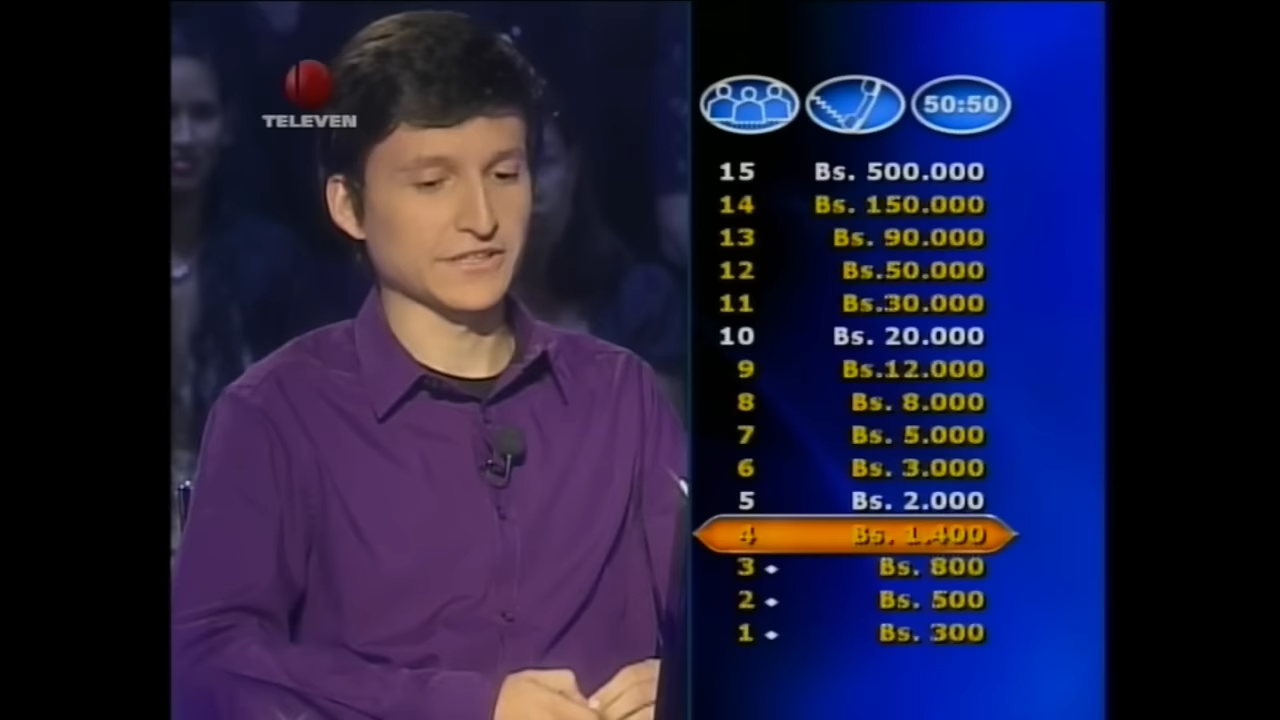 TELEVEN
50:50
15 Bs. 500.000
14 Bs. 150.000
13 Bs. 90.000
12 Bs.50.000
11 Bs.30.000
10 Bs. 20.000
9 Bs.12.000
8 Bs. 8.000
7 Bs. 5.000
6 Bs. 3.000
5 Bs. 2.000
4 Bs. 1.400
3 Bs. 800
2 Bs. 500
1 Bs. 300